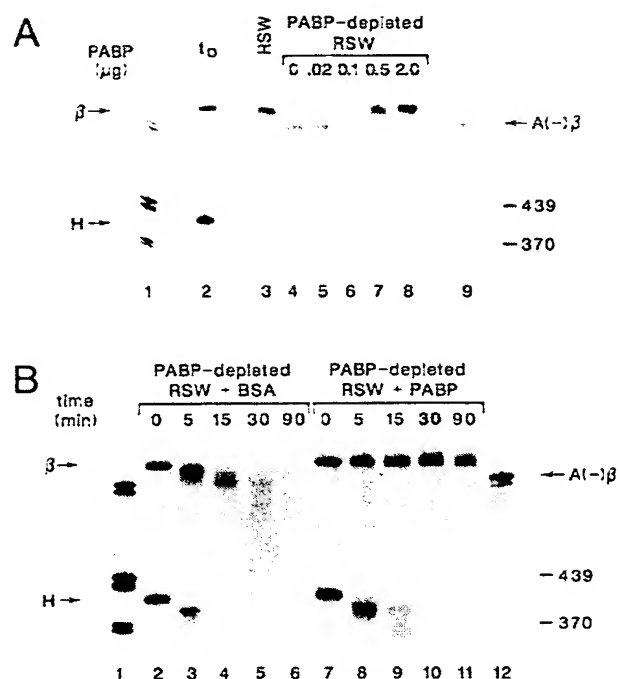 A
PABP
(μg)
to
RSW
PABP-depleted
RSW
0 .02 0.1 0.5 2.0
β→
←A(-)β
H→
-439
-370
1 2 3 4 5 6 7 8 9
B
time
(min)
PABP-depleted
RSW + BSA
PABP-depleted
RSW + PABP
0 5 15 30 90 0 5 15 30 90
β→
←A(-)β
H→
-439
-370
1 2 3 4 5 6 7 8 9 10 11 12